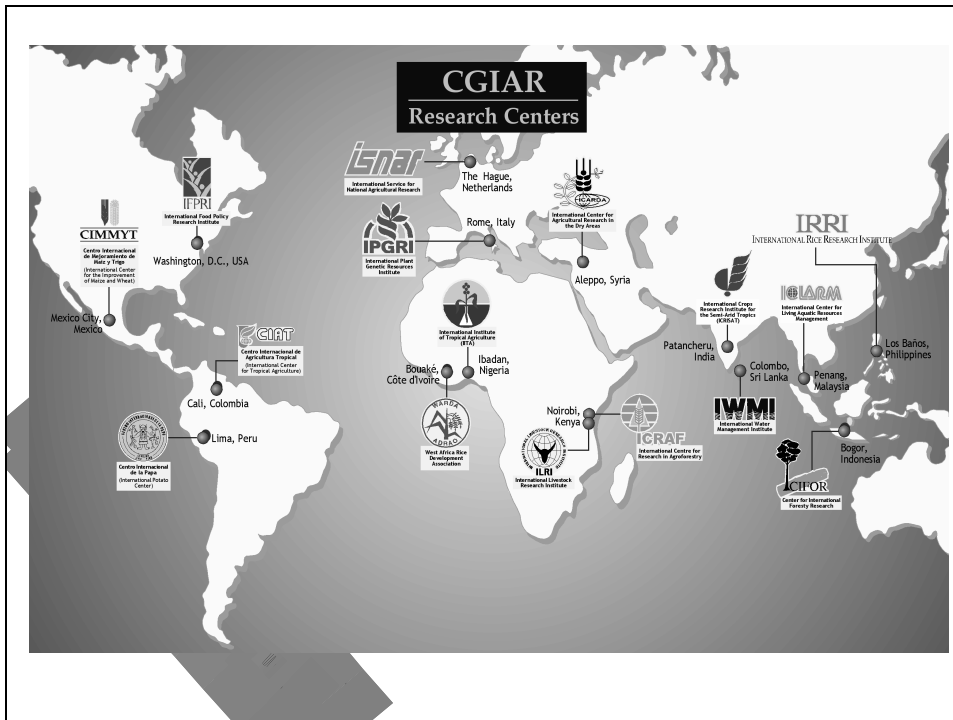 CGIAR
Research Centers
isnar
International Service for
National Agricultural Research
The Hague,
Netherlands
IFPRI
International Food Policy
Research Institute
Washington, D.C., USA
CIMMYT
Centro Internacional
de Mejoramiento de
Maíz y Trigo
(International Center
for the Improvement
of Maize and Wheat)
Mexico City,
Mexico
IPGRI
International Plant
Genetic Resources
Institute
Rome, Italy
ICARDA
International Center for
Agricultural Research in
the Dry Areas
Aleppo, Syria
IRRI
INTERNATIONAL RICE RESEARCH INSTITUTE
Los Baños,
Philippines
International Crops
Research Institute for
the Semi-Arid Tropics
(ICRISAT)
Patancheru,
India
ICLARM
International Center for
Living Aquatic Resources
Management
Penang,
Malaysia
CIAT
Centro Internacional de
Agricultura Tropical
(International Center
for Tropical Agriculture)
Cali, Colombia
International Institute
of Tropical Agriculture
(IITA)
Ibadan,
Nigeria
Bouaké,
Côte d'Ivoire
WARDA
ADRAO
West Africa Rice
Development
Association
Colombo,
Sri Lanka
IWMI
International Water
Management Institute
Noirobi,
Kenya
ICRAF
International Centre for
Research in Agroforestry
ILRI
International Livestock
Research Institute
Lima, Peru
Centro Internacional
de la Papa
(International Potato
Center)
Bogor,
Indonesia
CIFOR
Center for International
Foresty Research